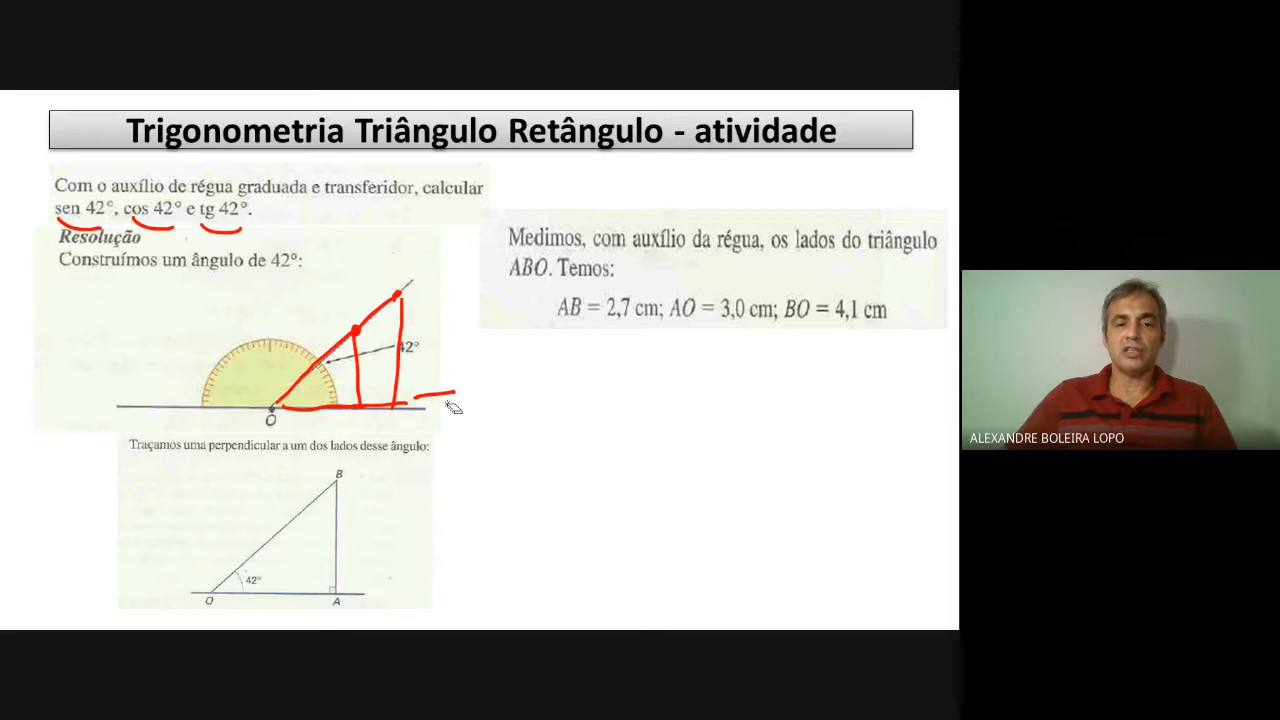 Trigonometria Triângulo Retângulo - atividade
Com o auxílio de régua graduada e transferidor, calcular
sen 42°, cos 42° e tg 42°.
Resolução
Construímos um ângulo de 42°:
42°
O
Traçamos uma perpendicular a um dos lados desse ângulo:
B
42°
O
A
Medimos, com auxílio da régua, os lados do triângulo
ABO. Temos:
AB = 2,7 cm; AO = 3,0 cm; BO = 4,1 cm
ALEXANDRE BOLEIRA LOPO